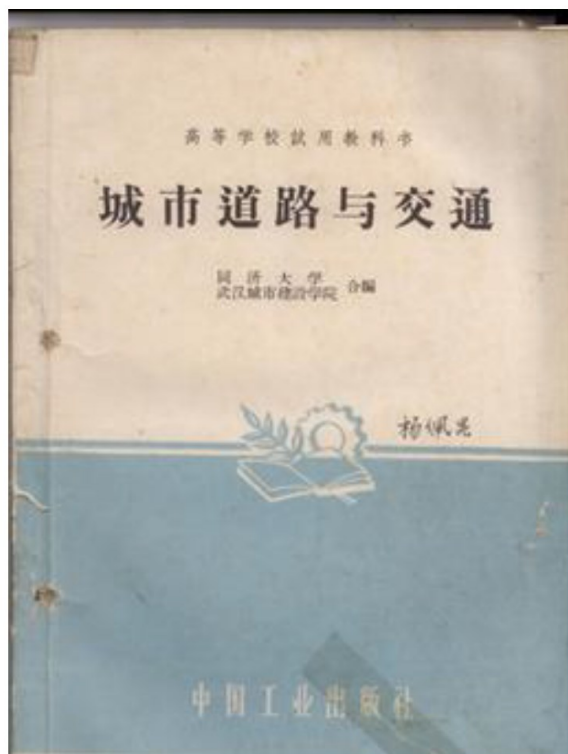 高等学校試用教科书
城市道路与交通
同济大学
武汉城市建設学院 合編
杨佩昆
中国工业出版社